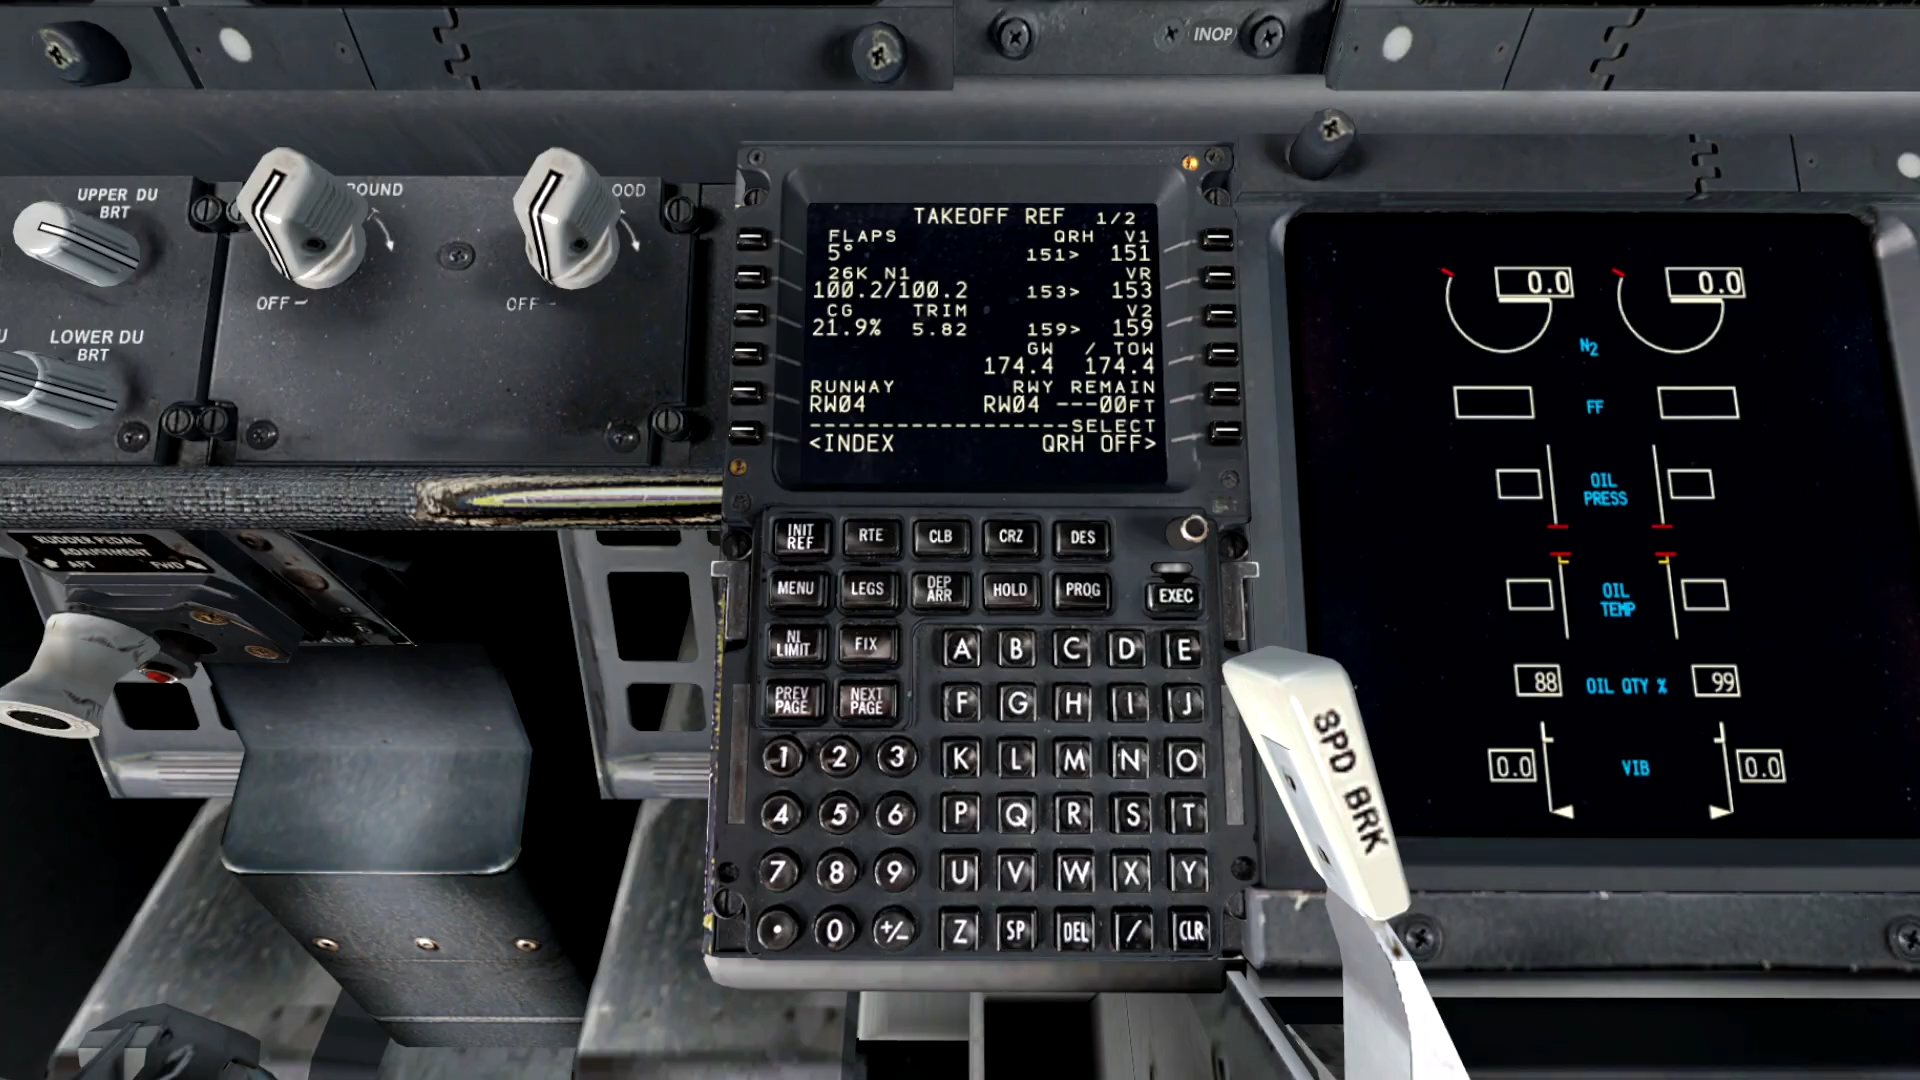 INOP
UPPER DU
BRT
OFF
OFF
LOWER DU
BRT
RUDDER PEDAL
ADJUSTMENT
AFT FWD
TAKEOFF REF 1/2
FLAPS QRH V1
5° 151> 151
26K N1 VR
100.2/100.2 153> 153
CG TRIM V2
21.9% 5.82 159> 159
GW / TOW
174.4 174.4
RUNWAY RWY REMAIN
RW04 RW04 ---00FT
------------------SELECT
<INDEX QRH OFF>
INIT
REF
RTE
CLB
CRZ
DES
MENU
LEGS
DEP
ARR
HOLD
PROG
EXEC
N1
LIMIT
FIX
PREV
PAGE
NEXT
PAGE
A B C D E
F G H I J
1 2 3 K L M N O
4 5 6 P Q R S T
7 8 9 U V W X Y
. 0 +/- Z SP DEL / CLR
0.0 0.0
N2
FF
OIL
PRESS
OIL
TEMP
88 OIL QTY % 99
0.0 VIB 0.0
SPD BRK